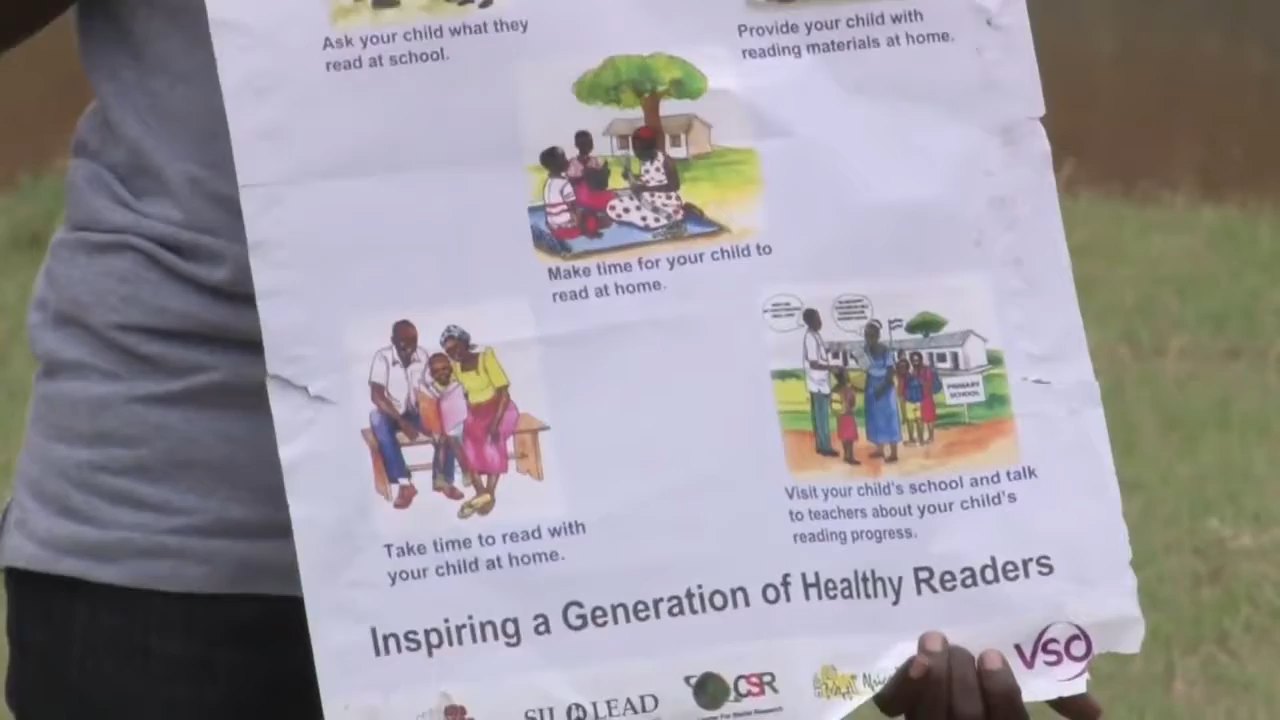 Ask your child what they
read at school.
Provide your child with
reading materials at home.
Make time for your child to
read at home.
PRIMARY
SCHOOL
Take time to read with
your child at home.
Visit your child's school and talk
to teachers about your child's
reading progress.
Inspiring a Generation of Healthy Readers
LEAD
CSR
vso